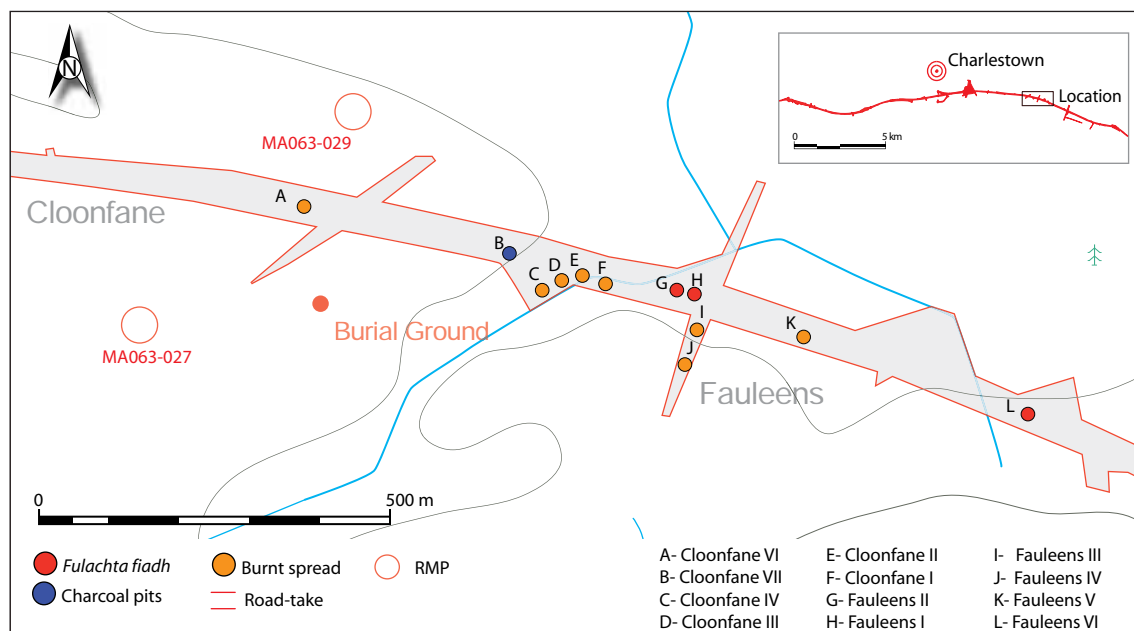 N
MA063-029
Charlestown
Location
0
5 km
A
Cloonfane
B
C
D
E
F
G
H
I
J
K
L
Burial Ground
MA063-027
Fauleens
0
500 m
Fulachta fiadh
Burnt spread
RMP
Charcoal pits
Road-take
A- Cloonfane VI
B- Cloonfane VII
C- Cloonfane IV
D- Cloonfane III
E- Cloonfane II
F- Cloonfane I
G- Fauleens II
H- Fauleens I
I- Fauleens III
J- Fauleens IV
K- Fauleens V
L- Fauleens VI